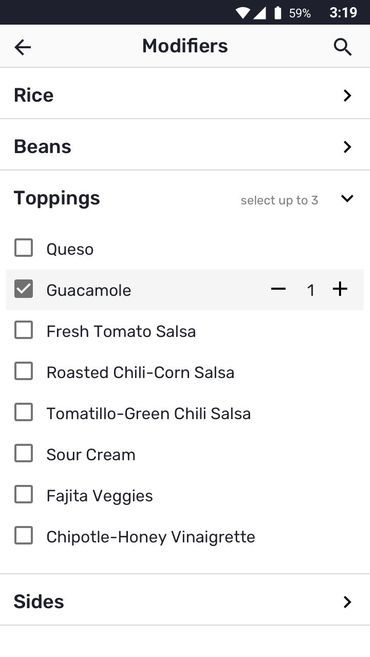 59% 3:19
Modifiers
Rice
Beans
Toppings select up to 3
Queso
Guacamole 1
Fresh Tomato Salsa
Roasted Chili-Corn Salsa
Tomatillo-Green Chili Salsa
Sour Cream
Fajita Veggies
Chipotle-Honey Vinaigrette
Sides